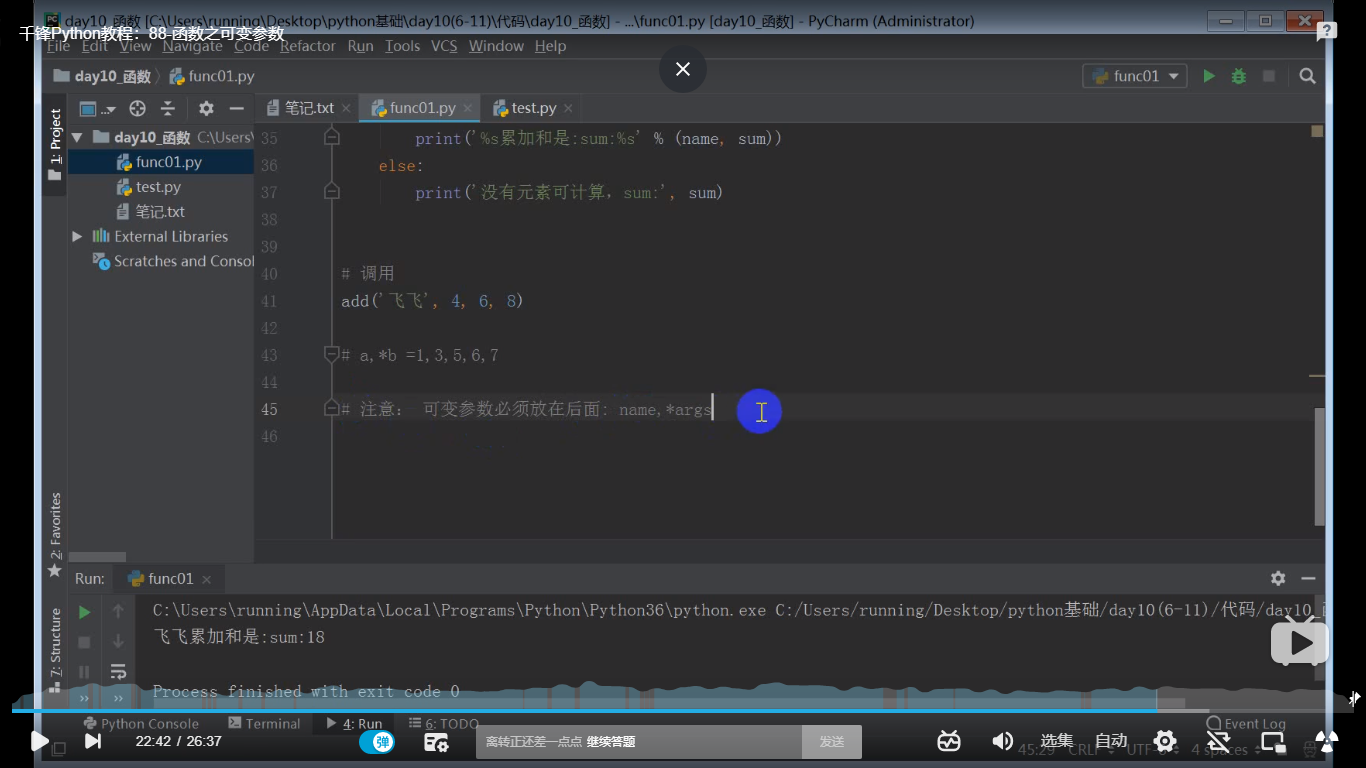 day10_函数 [C:\Users\running\Desktop\python基础\day10(6-11)\代码\day10_函数] - ...\func01.py [day10_函数] - PyCharm (Administrator)
千锋Python教程：88-函数之可变参数
File Edit View Navigate Code Refactor Run Tools VCS Window Help
day10_函数 func01.py func01
1: Project 笔记.txt func01.py test.py
day10_函数 C:\Users\
func01.py
test.py
笔记.txt
External Libraries
Scratches and Consol
35 print('%s累加和是:sum:%s' % (name, sum))
36 else:
37 print('没有元素可计算，sum:', sum)
38
39
40 # 调用
41 add('飞飞', 4, 6, 8)
42
43 # a,*b =1,3,5,6,7
44
45 # 注意： 可变参数必须放在后面: name,*args
46
2: Favorites
7: Structure
Run: func01
C:\Users\running\AppData\Local\Programs\Python\Python36\python.exe C:/Users/running/Desktop/python基础/day10(6-11)/代码/day10_函
飞飞累加和是:sum:18
Process finished with exit code 0
Python Console Terminal 4: Run 6: TODO Event Log
22:42 / 26:37 弹 离转正还差一点点 继续答题 发送 选集 自动
45:29 CRLF UTF-8 4 spaces